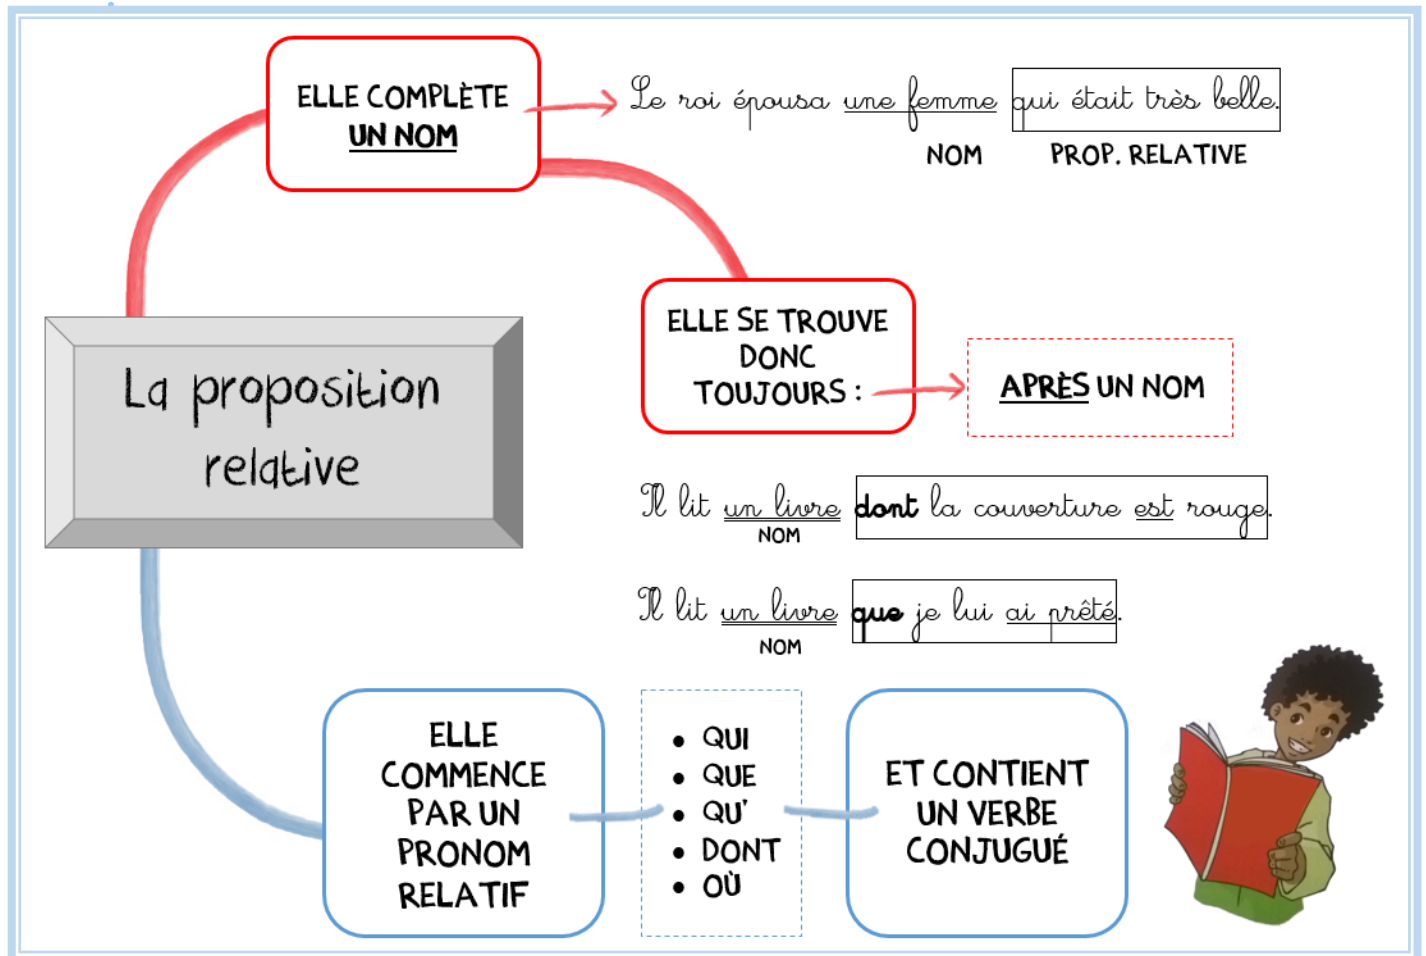 ELLE COMPLÈTE
UN NOM
Le roi épousa une femme qui était très belle.
NOM
PROP. RELATIVE
La proposition
relative
ELLE SE TROUVE
DONC
TOUJOURS :
APRÈS UN NOM
Il lit un livre dont la couverture est rouge.
NOM
Il lit un livre que je lui ai prêté.
NOM
ELLE
COMMENCE
PAR UN
PRONOM
RELATIF
• QUI
• QUE
• QU'
• DONT
• OÙ
ET CONTIENT
UN VERBE
CONJUGUÉ